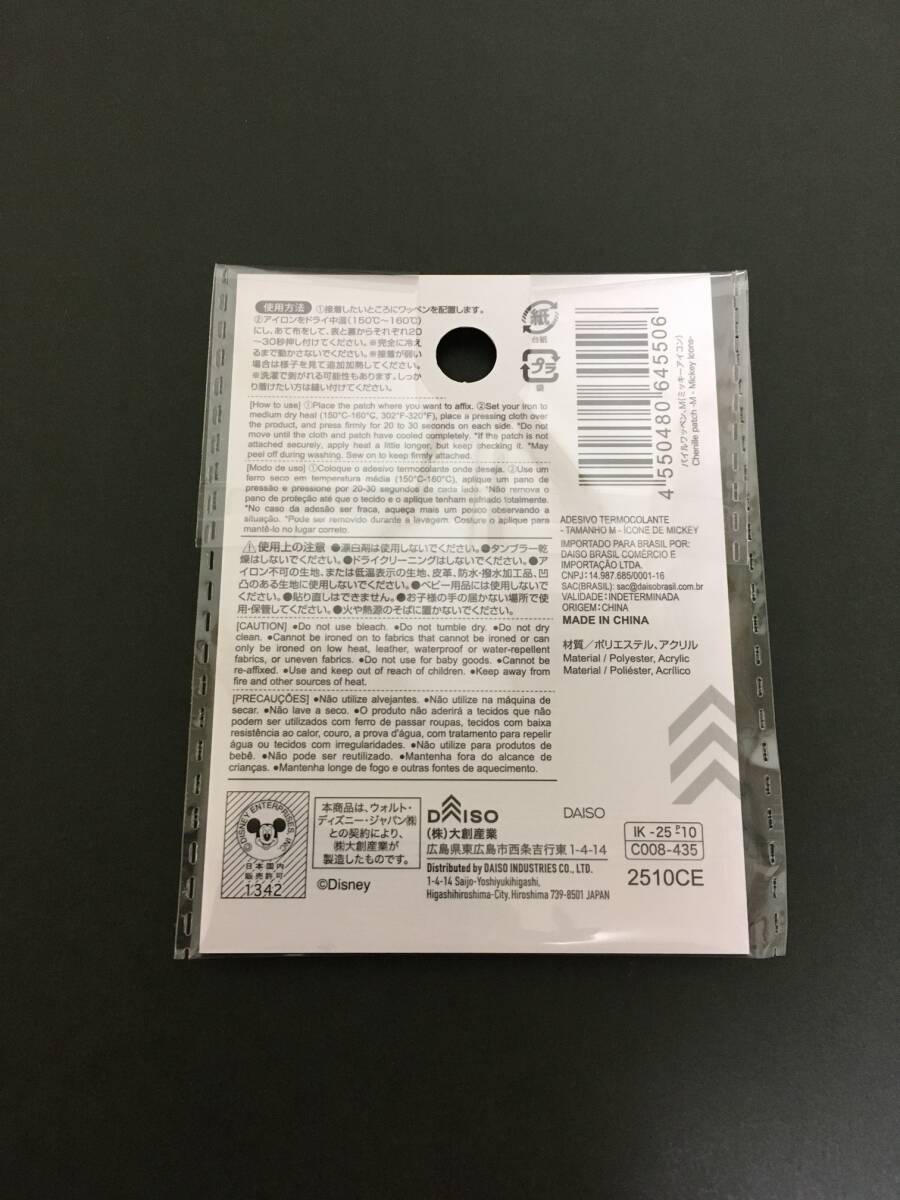 使用方法 ①接着したいところにワッペンを配置します。
②アイロンをドライ中温(150℃〜160℃)
にし、あて布をして、表と裏からそれぞれ20
〜30秒押し付けてください。※完全に冷え
るまで動かさないでください。※接着が弱い
場合は様子を見て追加加熱してください。
※洗濯で剥がれる可能性もあります。しっか
り着けたい方は縫い付けてください。
[How to use] ①Place the patch where you want to affix. ②Set your iron to
medium dry heat (150°C-160°C, 302°F-320°F), place a pressing cloth over
the product, and press firmly for 20 to 30 seconds on each side. *Do not
move until the cloth and patch have cooled completely. *If the patch is not
attached securely, apply heat a little longer, but keep checking it. *May
peel off during washing. Sew on to keep firmly attached.
[Modo de uso] ①Coloque o adesivo termocolante onde deseja. ②Use um
ferro seco em temperatura média (150°C-160°C), aplique um pano de
pressão e pressione por 20-30 segundos de cada lado. *Não remova o
pano de proteção até que o tecido e o aplique tenham esfriado totalmente.
*No caso da adesão ser fraca, aqueça mais um pouco observando a
situação. *Pode ser removido durante a lavagem. Costure o aplique para
mantê-lo no lugar correto.
使用上の注意 ●漂白剤は使用しないでください。●タンブラー乾
燥はしないでください。●ドライクリーニングはしないでください。●ア
イロン不可の生地、または低温表示の生地、皮革、防水・撥水加工品、凹
凸のある生地に使用しないでください。●ベビー用品には使用しないで
ください。●貼り直しはできません。●お子様の手の届かない場所で使
用・保管してください。●火や熱源のそばに置かないでください。
[CAUTION] ●Do not use bleach. ●Do not tumble dry. ●Do not dry
clean. ●Cannot be ironed on to fabrics that cannot be ironed or can
only be ironed on low heat, leather, waterproof or water-repellent
fabrics, or uneven fabrics. ●Do not use for baby goods. ●Cannot be
re-affixed. ●Use and keep out of reach of children. ●Keep away from
fire and other sources of heat.
[PRECAUÇÕES] ●Não utilize alvejantes. ●Não utilize na máquina de
secar. ●Não lave a seco. ●O produto não aderirá a tecidos que não
podem ser utilizados com ferro de passar roupas, tecidos com baixa
resistência ao calor, couro, a prova d'água, com tratamento para repelir
água ou tecidos com irregularidades. ●Não utilize para produtos de
bebê. ●Não pode ser reutilizado. ●Mantenha fora do alcance de
crianças. ●Mantenha longe de fogo e outras fontes de aquecimento.
紙
台紙
プラ
袋
4 550480 645506
パイルワッペン、M(ミッキーアイコン)
Chenille patch -M - Mickey Icons-
ADESIVO TERMOCOLANTE
- TAMANHO M - ÍCONE DE MICKEY
IMPORTADO PARA BRASIL POR:
DAISO BRASIL COMÉRCIO E
IMPORTAÇÃO LTDA.
CNPJ: 14.987.685/0001-16
SAC(BRASIL): sac@daisobrasil.com.br
VALIDADE: INDETERMINADA
ORIGEM: CHINA
MADE IN CHINA
材質/ポリエステル、アクリル
Material / Polyester, Acrylic
Material / Poliéster, Acrílico
©DISNEY ENTERPRISES, INC.
日本国内
販売許可
1342
本商品は、ウォルト・
ディズニー・ジャパン㈱
との契約により、
㈱大創産業が
製造したものです。
©Disney
DAISO
(株)大創産業
広島県東広島市西条吉行東1-4-14
Distributed by DAISO INDUSTRIES CO., LTD.
1-4-14 Saijo-Yoshiyukihigashi,
Higashihiroshima-City, Hiroshima 739-8501 JAPAN
DAISO
IK -25 P10
C008-435
2510CE